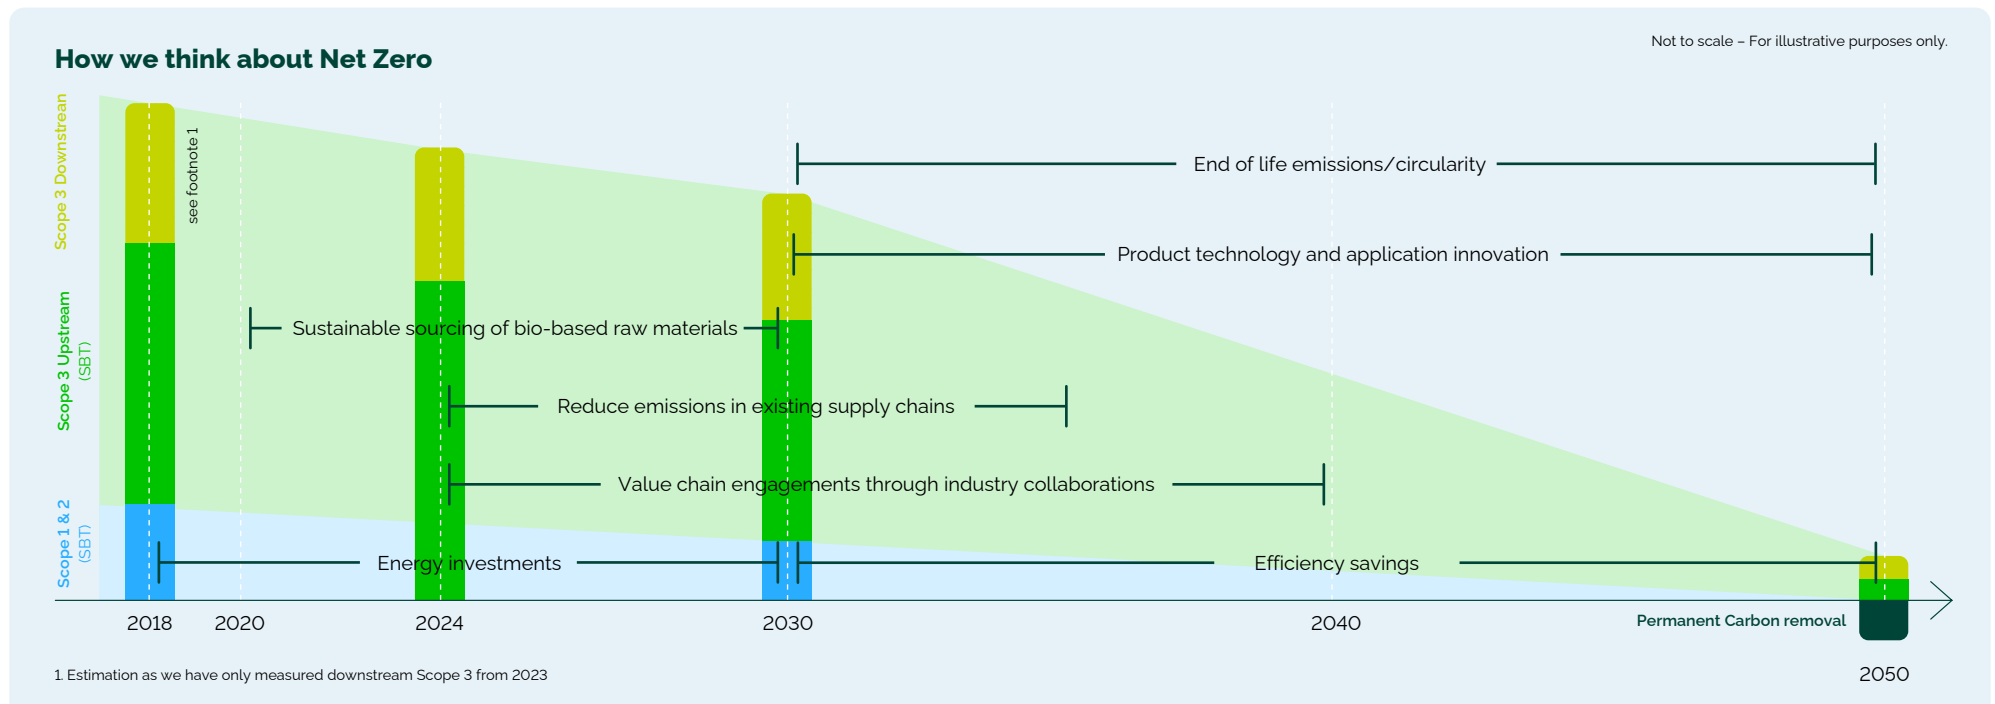 How we think about Net Zero
Not to scale – For illustrative purposes only.
Scope 3 Downstream
see footnote 1
End of life emissions/circularity
Product technology and application innovation
Scope 3 Upstream
(SBT)
Sustainable sourcing of bio-based raw materials
Reduce emissions in existing supply chains
Value chain engagements through industry collaborations
Scope 1 & 2
(SBT)
Energy investments
Efficiency savings
2018
2020
2024
2030
2040
Permanent Carbon removal
2050
1. Estimation as we have only measured downstream Scope 3 from 2023